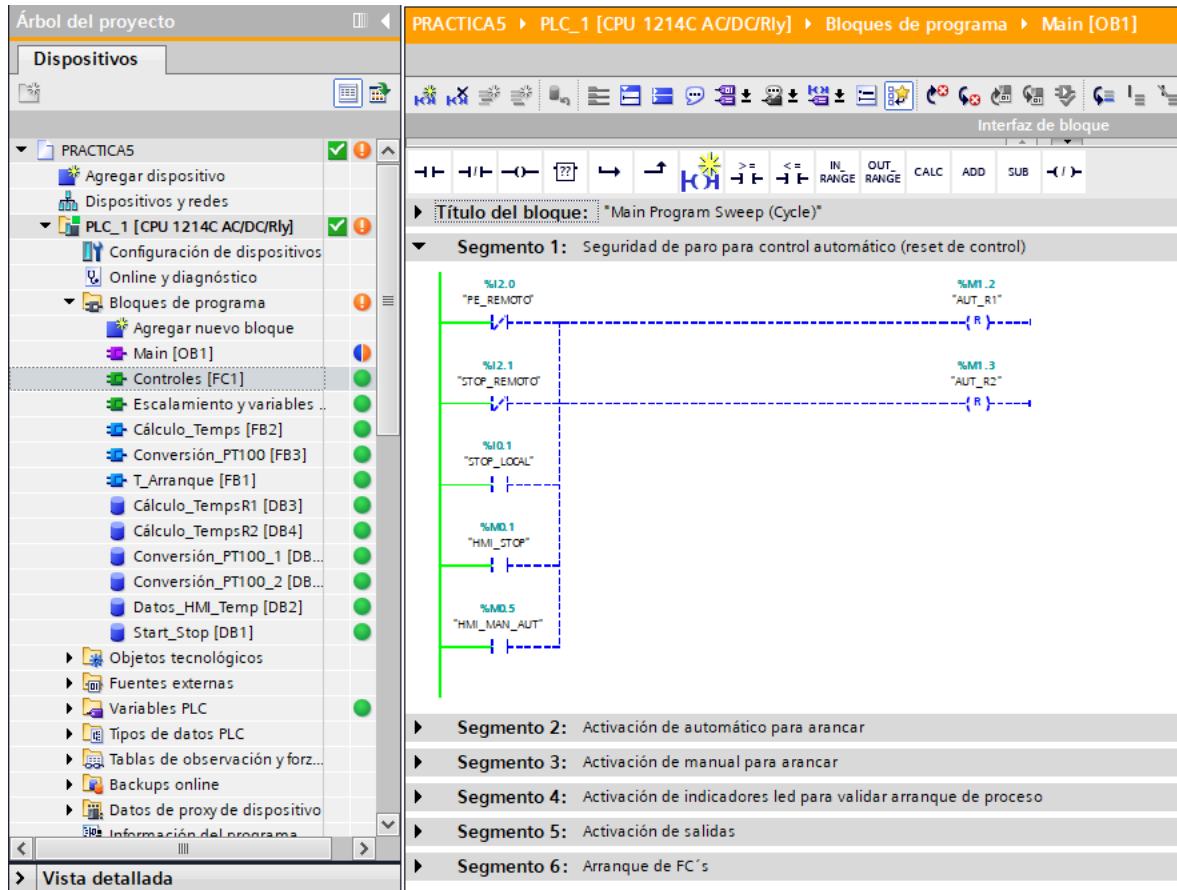 Árbol del proyecto
Dispositivos
PRACTICA5
Agregar dispositivo
Dispositivos y redes
PLC_1 [CPU 1214C AC/DC/Rly]
Configuración de dispositivos
Online y diagnóstico
Bloques de programa
Agregar nuevo bloque
Main [OB1]
Controles [FC1]
Escalamiento y variables ..
Cálculo_Temps [FB2]
Conversión_PT100 [FB3]
T_Arranque [FB1]
Cálculo_TempsR1 [DB3]
Cálculo_TempsR2 [DB4]
Conversión_PT100_1 [DB...
Conversión_PT100_2 [DB...
Datos_HMI_Temp [DB2]
Start_Stop [DB1]
Objetos tecnológicos
Fuentes externas
Variables PLC
Tipos de datos PLC
Tablas de observación y forz...
Backups online
Datos de proxy de dispositivo
Información del programa
Vista detallada
PRACTICA5 ▸ PLC_1 [CPU 1214C AC/DC/Rly] ▸ Bloques de programa ▸ Main [OB1]
Interfaz de bloque
?? >= <= IN_RANGE OUT_RANGE CALC ADD SUB
Título del bloque: "Main Program Sweep (Cycle)"
Segmento 1: Seguridad de paro para control automático (reset de control)
%I2.0 %M1.2
"PE_REMOTO" "AUT_R1"
R
%I2.1 %M1.3
"STOP_REMOTO" "AUT_R2"
R
%I0.1
"STOP_LOCAL"
%M0.1
"HMI_STOP"
%M0.5
"HMI_MAN_AUT"
Segmento 2: Activación de automático para arancar
Segmento 3: Activación de manual para arancar
Segmento 4: Activación de indicadores led para validar arranque de proceso
Segmento 5: Activación de salidas
Segmento 6: Arranque de FC´s